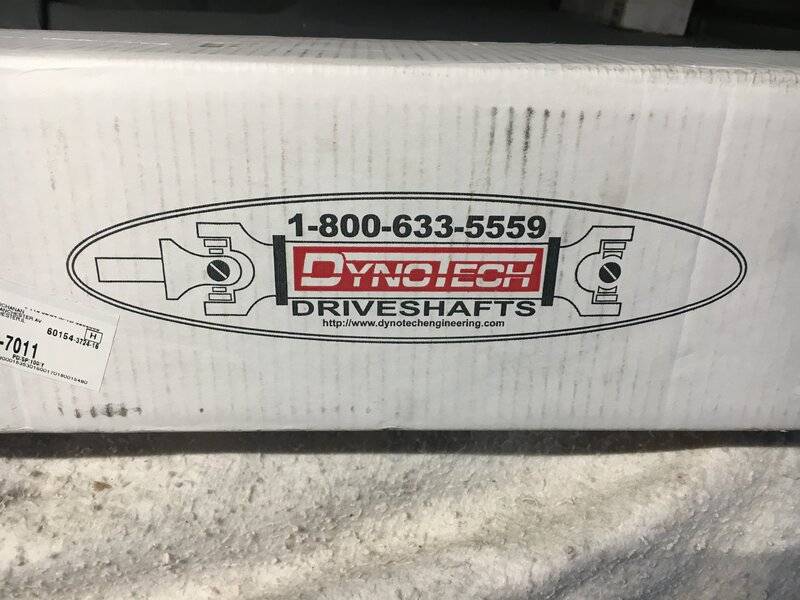 1-800-633-5559
DYNOTECH
DRIVESHAFTS
http://www.dynotechengineering.com
60154-3724-16
H
-7011